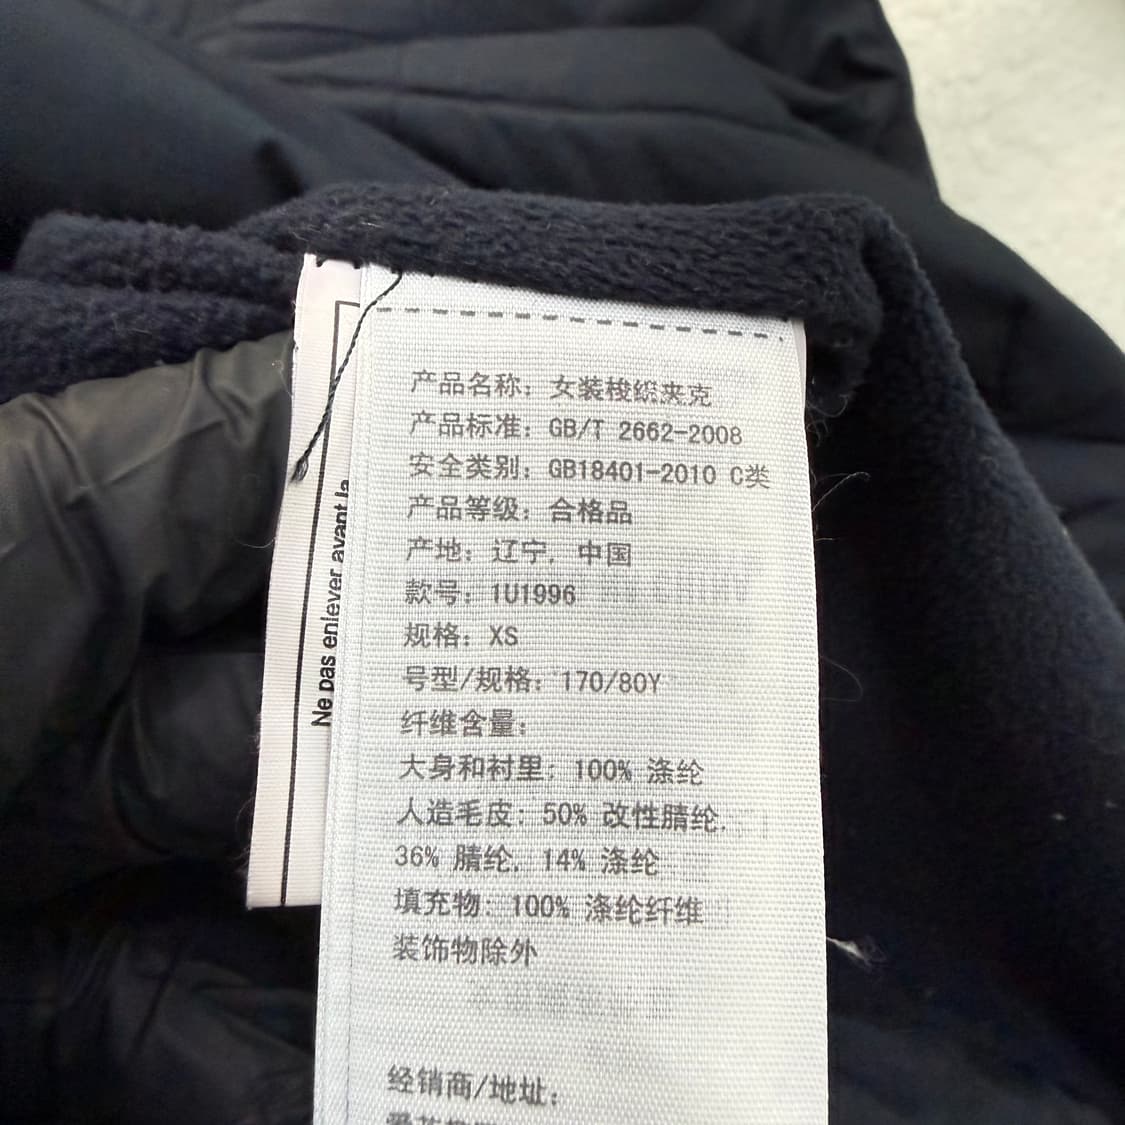 产品名称: 女装梭织夹克
产品标准: GB/T 2662-2008
安全类别: GB18401-2010 C类
产品等级: 合格品
产地: 辽宁, 中国
款号: 1U1996
规格: XS
号型/规格: 170/80Y
纤维含量:
大身和衬里: 100% 涤纶
人造毛皮: 50% 改性腈纶,
36% 腈纶, 14% 涤纶
填充物: 100% 涤纶纤维
装饰物除外
经销商/地址:
Ne pas enlever avant la